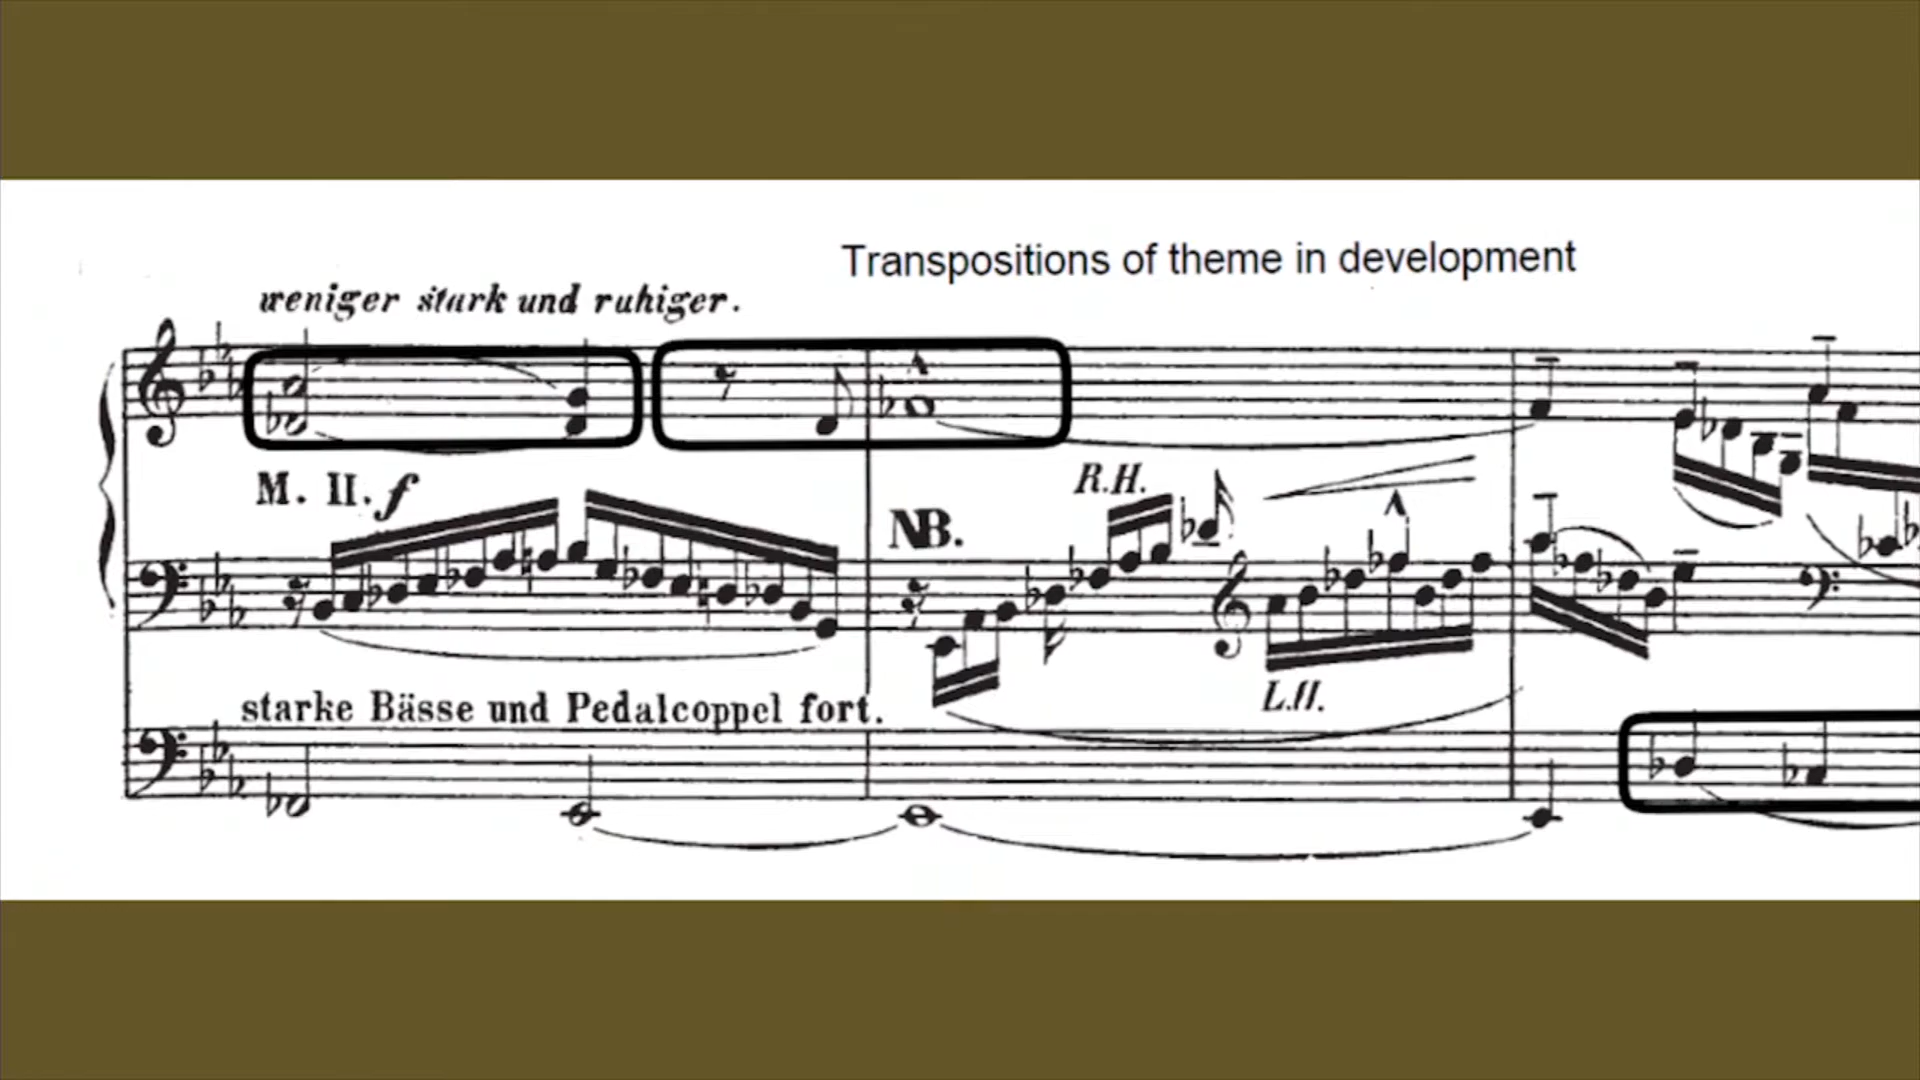 Transpositions of theme in development
weniger stark und ruhiger.
M. II. f
R.H.
NB.
L.H.
starke Bässe und Pedalcoppel fort.